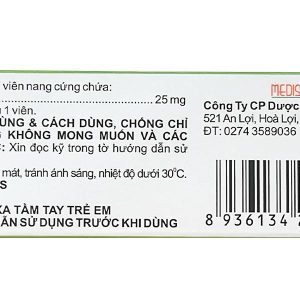 viên nang cứng chứa:
25 mg
1 viên.
ÙNG & CÁCH DÙNG, CHỐNG CHỈ
KHÔNG MONG MUỐN VÀ CÁC
: Xin đọc kỹ trong tờ hướng dẫn sử
mát, tránh ánh sáng, nhiệt độ dưới 30°C.
S
XA TẦM TAY TRẺ EM
ẪN SỬ DỤNG TRƯỚC KHI DÙNG
MEDIS
Công Ty CP Dược
521 An Lợi, Hoà Lợi,
ĐT: 0274 3589036
8 936134